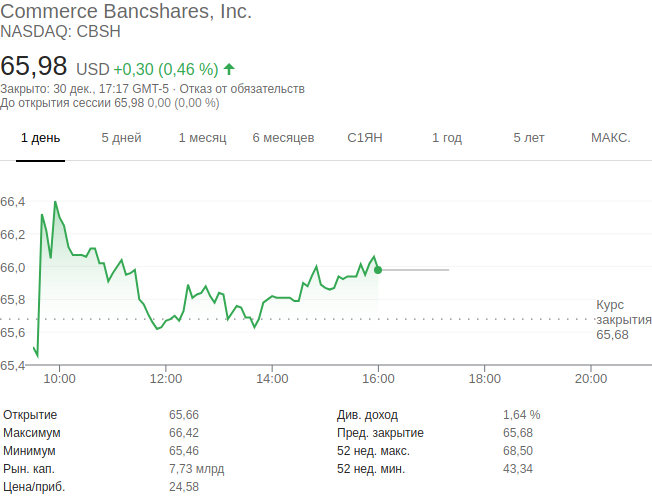 Commerce Bancshares, Inc.
NASDAQ: CBSH
65,98 USD +0,30 (0,46 %)
Закрыто: 30 дек., 17:17 GMT-5 · Отказ от обязательств
До открытия сессии 65,98 0,00 (0,00 %)
1 день 5 дней 1 месяц 6 месяцев С1ЯН 1 год 5 лет МАКС.
66,4
66,2
66,0
65,8
65,6
65,4
Курс
закрытия
65,68
10:00 12:00 14:00 16:00 18:00 20:00
Открытие 65,66 Див. доход 1,64 %
Максимум 66,42 Пред. закрытие 65,68
Минимум 65,46 52 нед. макс. 68,50
Рын. кап. 7,73 млрд 52 нед. мин. 43,34
Цена/приб. 24,58